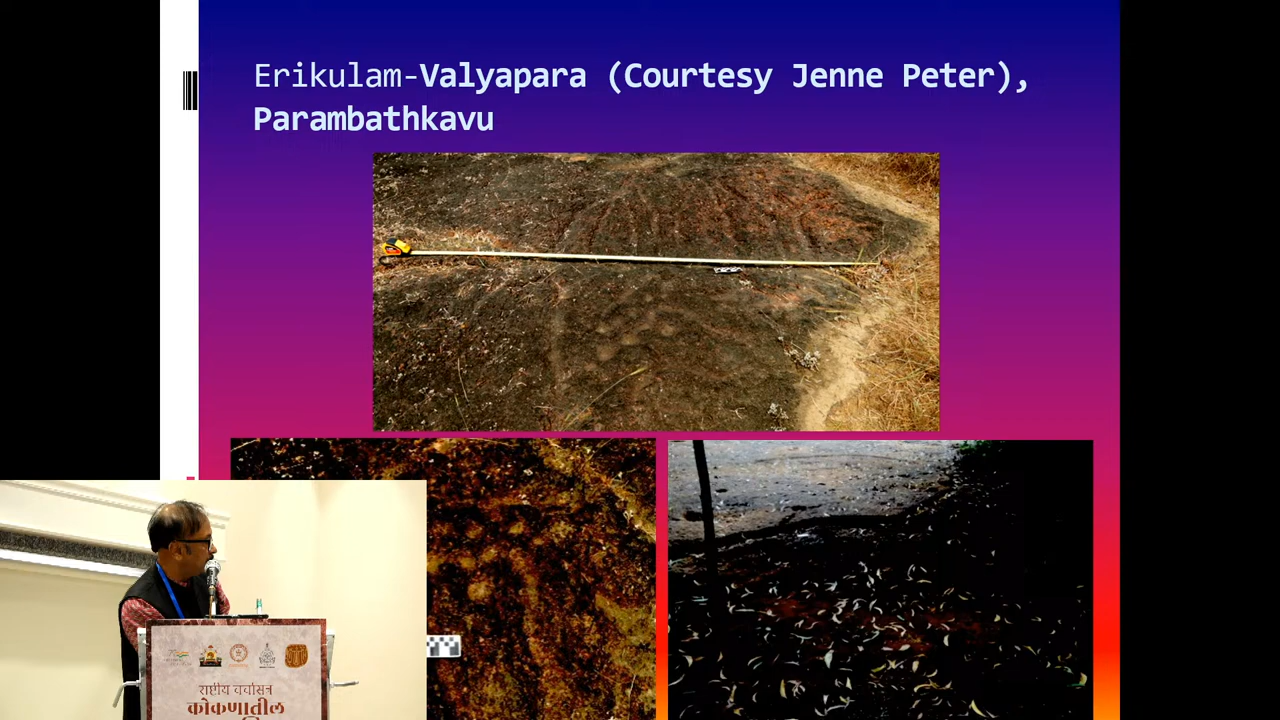 Erikulam-Valyapara (Courtesy Jenne Peter),
Parambathkavu
राष्ट्रीय चर्चासत्र
कोकणातील